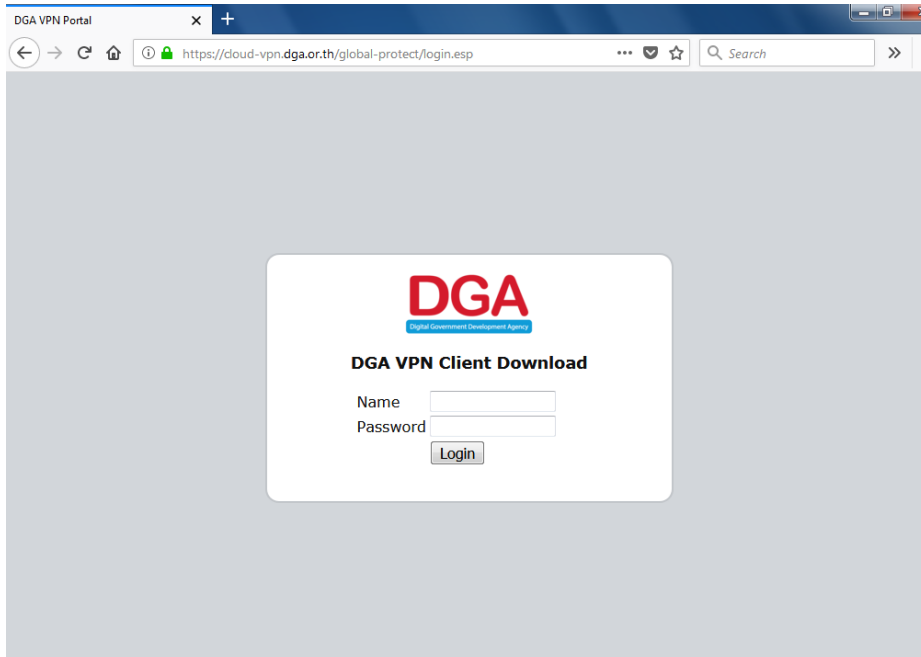 DGA VPN Portal
https://cloud-vpn.dga.or.th/global-protect/login.esp
Search
DGA
Digital Government Development Agency
DGA VPN Client Download
Name
Password
Login